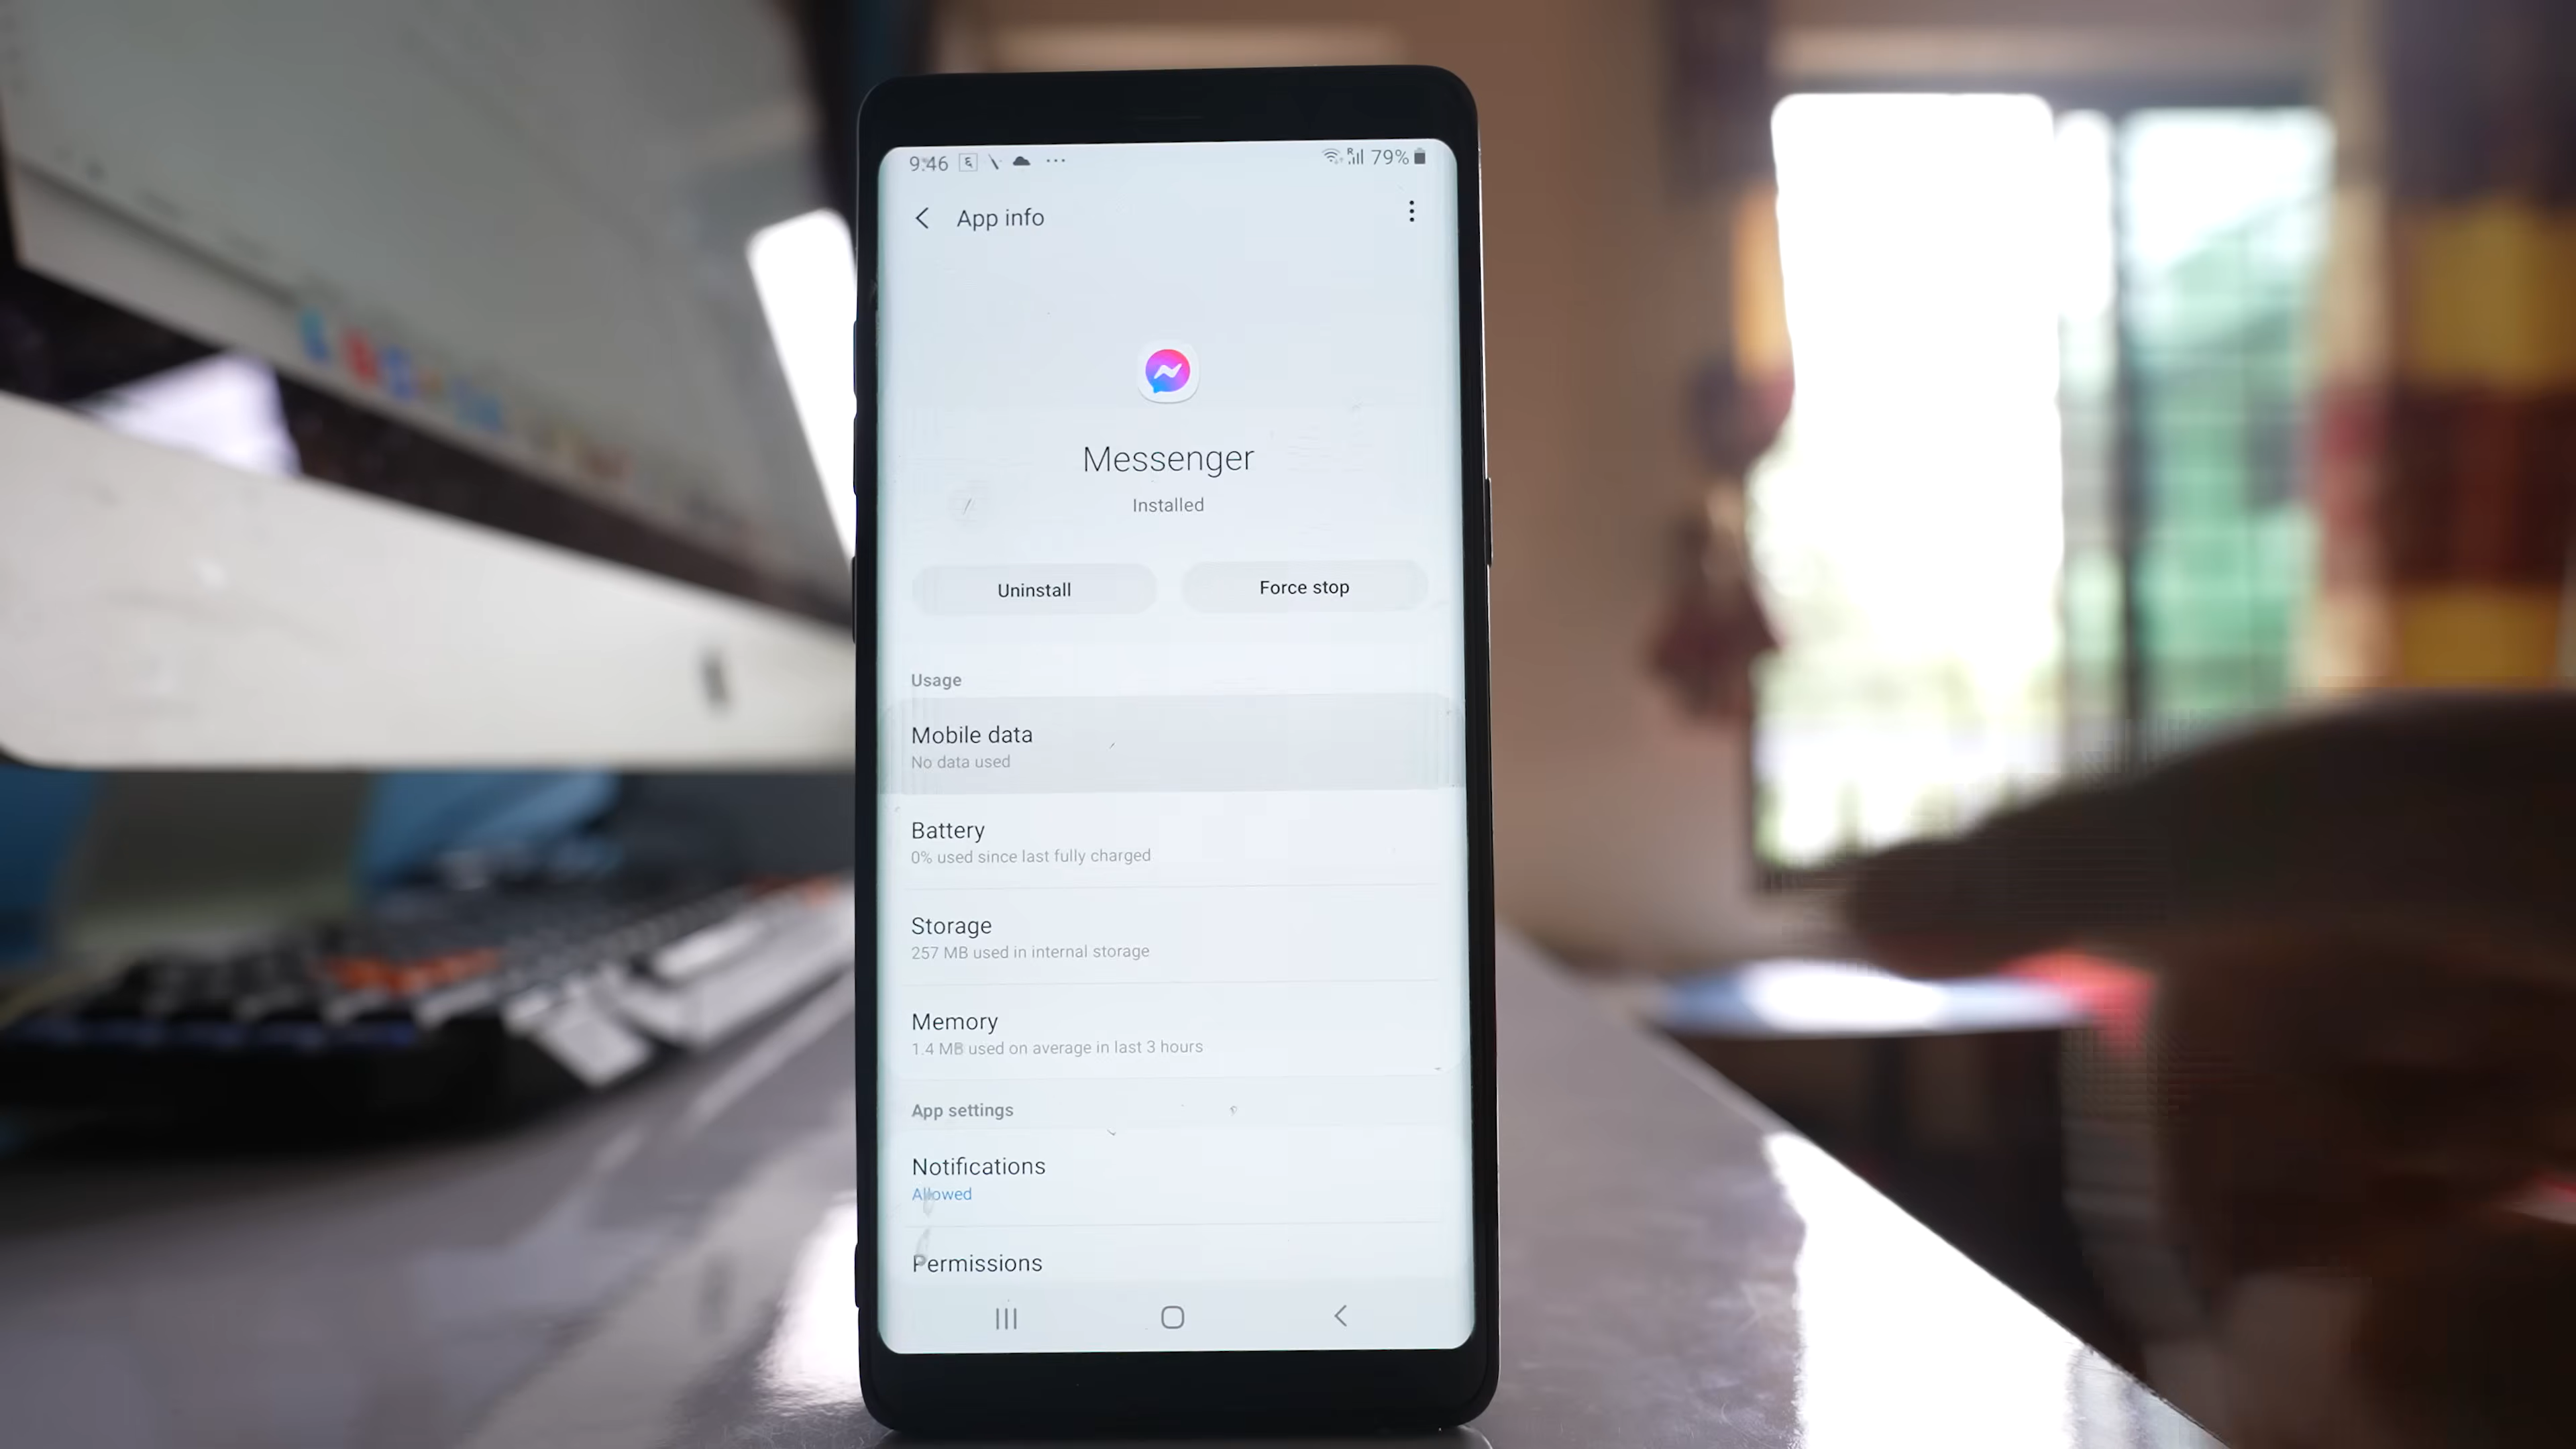 9:46
79%
App info
Messenger
Installed
Uninstall
Force stop
Usage
Mobile data
No data used
Battery
0% used since last fully charged
Storage
257 MB used in internal storage
Memory
1.4 MB used on average in last 3 hours
App settings
Notifications
Allowed
Permissions